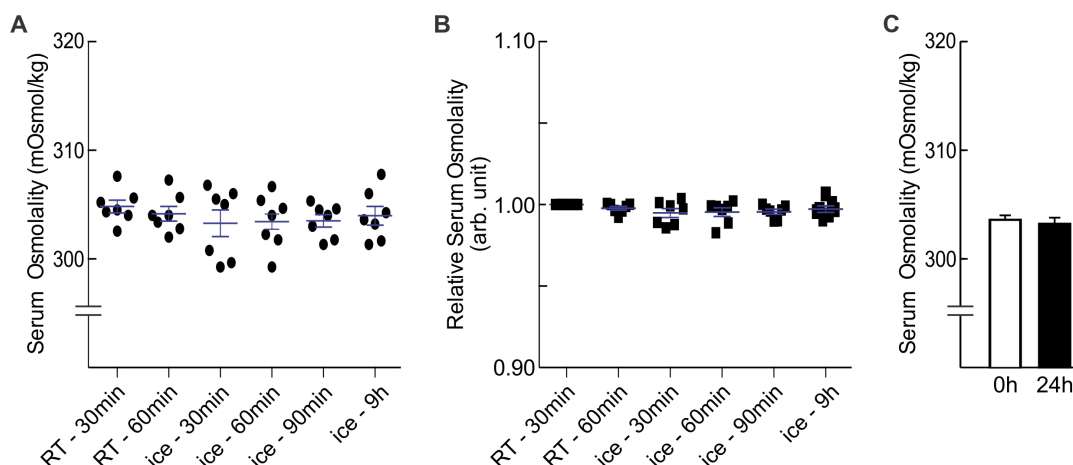 A
Serum Osmolality (mOsmol/kg)
320
310
300
RT - 30min
RT - 60min
ice - 30min
ice - 60min
ice - 90min
ice - 9h
B
Relative Serum Osmolality
(arb. unit)
1.10
1.00
0.90
RT - 30min
RT - 60min
ice - 30min
ice - 60min
ice - 90min
ice - 9h
C
Serum Osmolality (mOsmol/kg)
320
310
300
0h
24h